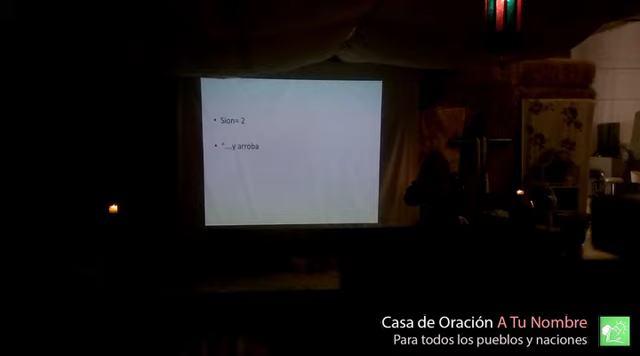 • Sion= 2
• "....y arroba
Casa de Oración A Tu Nombre
Para todos los pueblos y naciones